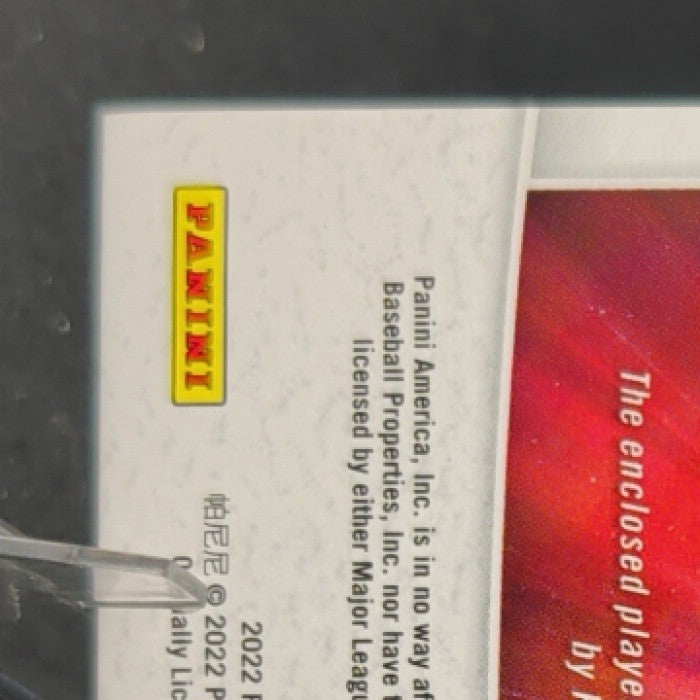 The enclosed playe
by
Panini America, Inc. is in no way af
Baseball Properties, Inc. nor have t
licensed by either Major Leagu
PANINI
2022 P
帕尼尼 © 2022 P
ally Lic